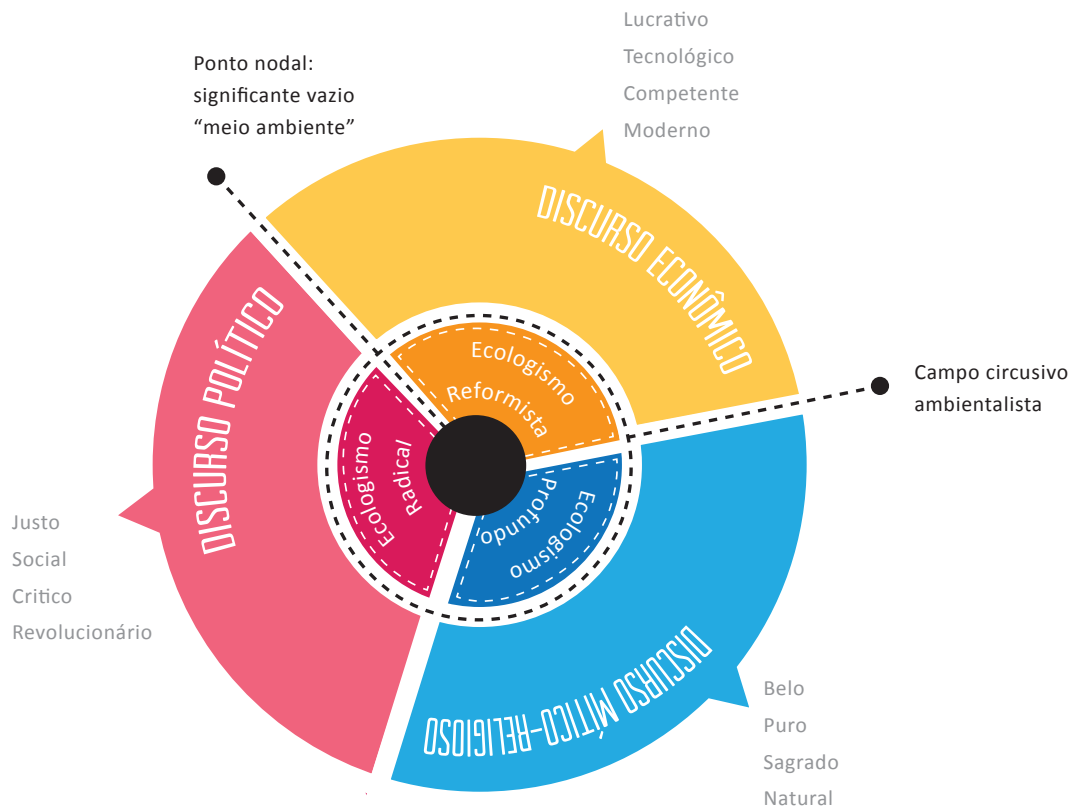 Lucrativo
Tecnológico
Competente
Moderno
Ponto nodal:
significante vazio
“meio ambiente”
DISCURSO ECONÔMICO
DISCURSO POLÍTICO
Ecologismo
Reformista
Campo circusivo
ambientalista
Ecologismo
Radical
Ecologismo
Profundo
Justo
Social
Critico
Revolucionário
DISCURSO MÍTICO-RELIGIOSO
Belo
Puro
Sagrado
Natural